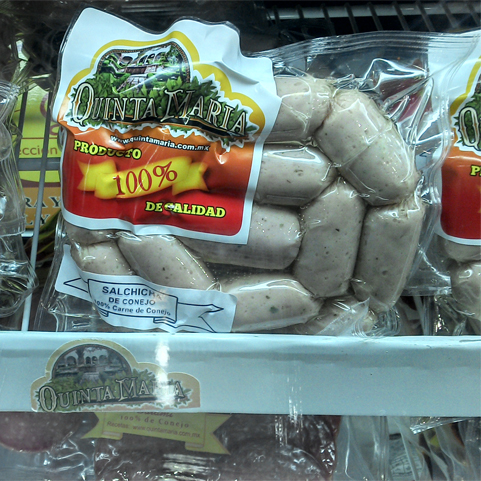 QUINTA MARIA
www.quintamaria.com.mx
PRODUCTO
100%
DE CALIDAD
SALCHICHA
DE CONEJO
100% Carne de Conejo
QUINTA MARIA
100% de Conejo